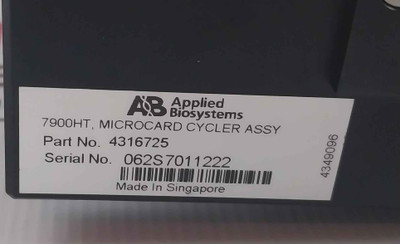 AB Applied
Biosystems
7900HT, MICROCARD CYCLER ASSY
Part No. 4316725
Serial No. 062S7011222
Made In Singapore
4349096